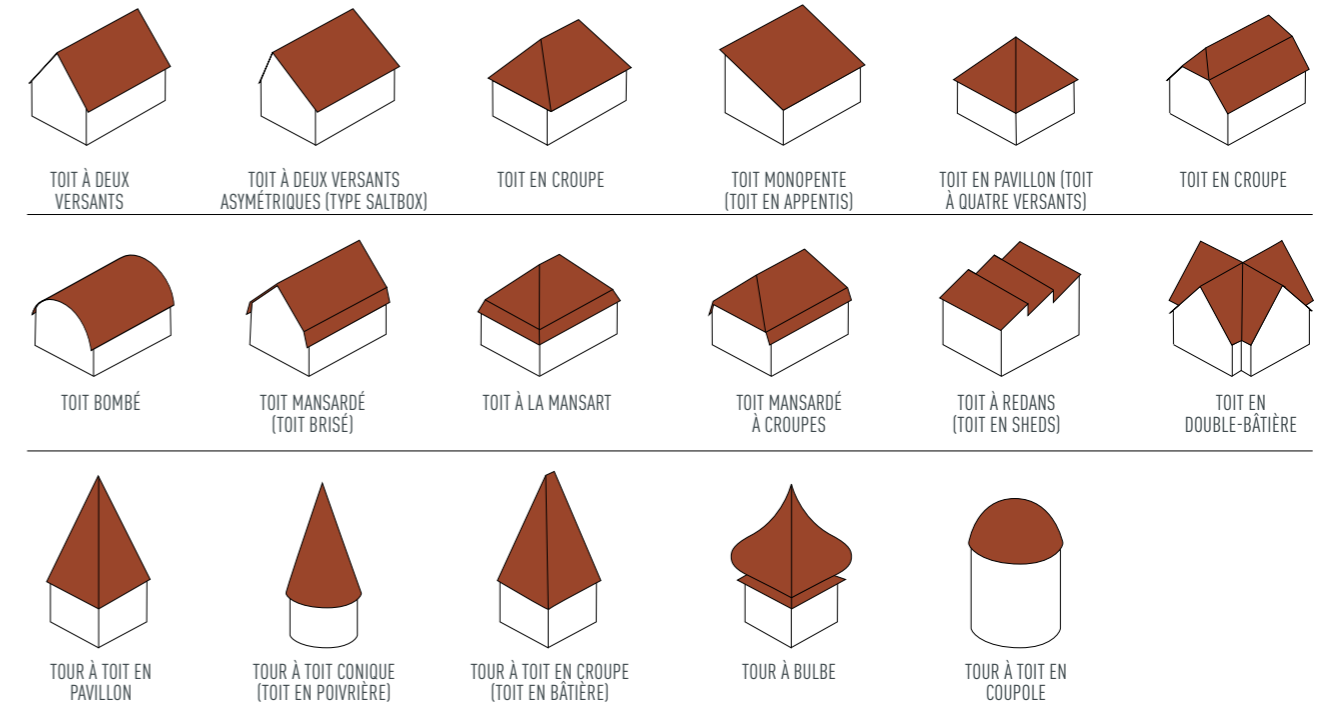 TOIT À DEUX
VERSANTS
TOIT À DEUX VERSANTS
ASYMÉTRIQUES (TYPE SALTBOX)
TOIT EN CROUPE
TOIT MONOPENTE
(TOIT EN APPENTIS)
TOIT EN PAVILLON (TOIT
À QUATRE VERSANTS)
TOIT EN CROUPE
TOIT BOMBÉ
TOIT MANSARDÉ
(TOIT BRISÉ)
TOIT À LA MANSART
TOIT MANSARDÉ
À CROUPES
TOIT À REDANS
(TOIT EN SHEDS)
TOIT EN
DOUBLE-BÂTIÈRE
TOUR À TOIT EN
PAVILLON
TOUR À TOIT CONIQUE
(TOIT EN POIVRIÈRE)
TOUR À TOIT EN CROUPE
(TOIT EN BÂTIÈRE)
TOUR À BULBE
TOUR À TOIT EN
COUPOLE